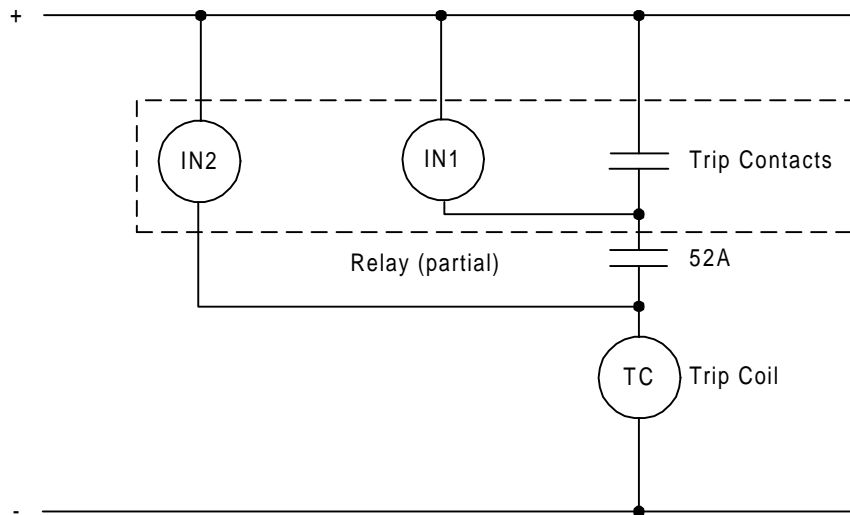 +
IN2
IN1
Trip Contacts
Relay (partial)
52A
TC
Trip Coil
-